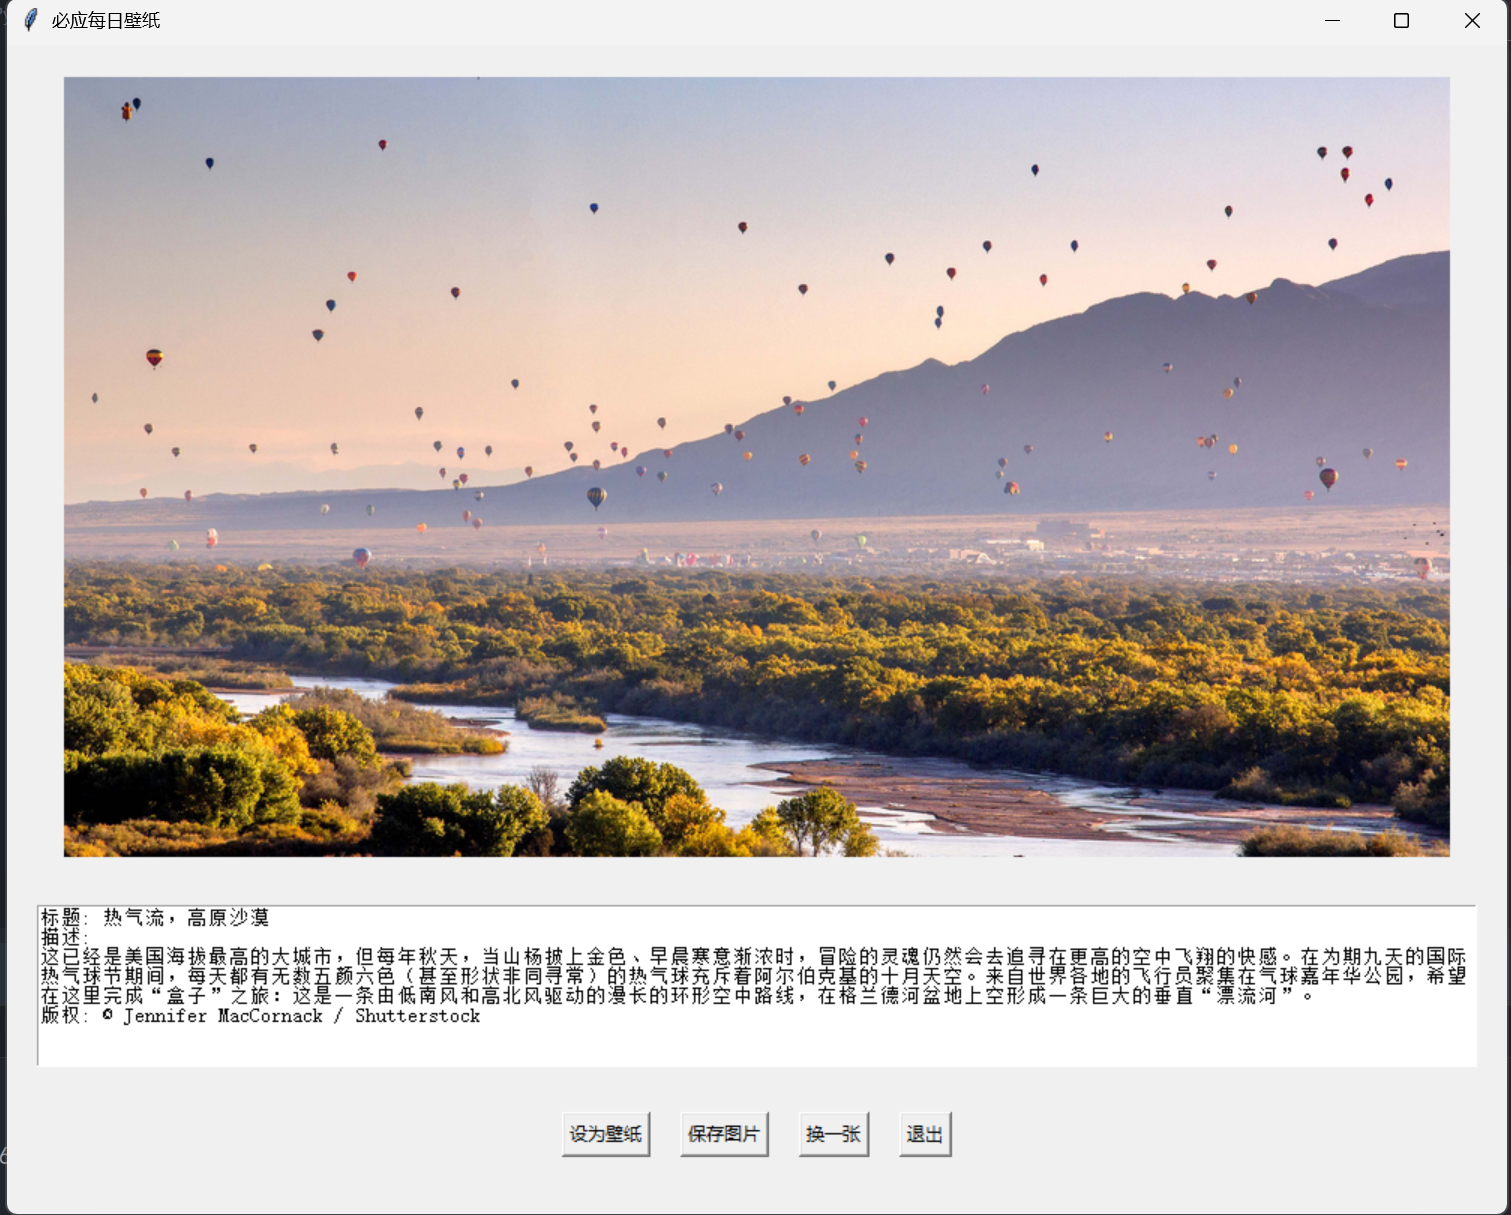 必应每日壁纸
标题: 热气流，高原沙漠
描述:
这已经是美国海拔最高的大城市，但每年秋天，当山杨披上金色、早晨寒意渐浓时，冒险的灵魂仍然会去追寻在更高的空中飞翔的快感。在为期九天的国际
热气球节期间，每天都有无数五颜六色（甚至形状非同寻常）的热气球充斥着阿尔伯克基的十月天空。来自世界各地的飞行员聚集在气球嘉年华公园，希望
在这里完成“盒子”之旅：这是一条由低南风和高北风驱动的漫长的环形空中路线，在格兰德河盆地上空形成一条巨大的垂直“漂流河”。
版权: © Jennifer MacCornack / Shutterstock
设为壁纸 保存图片 换一张 退出